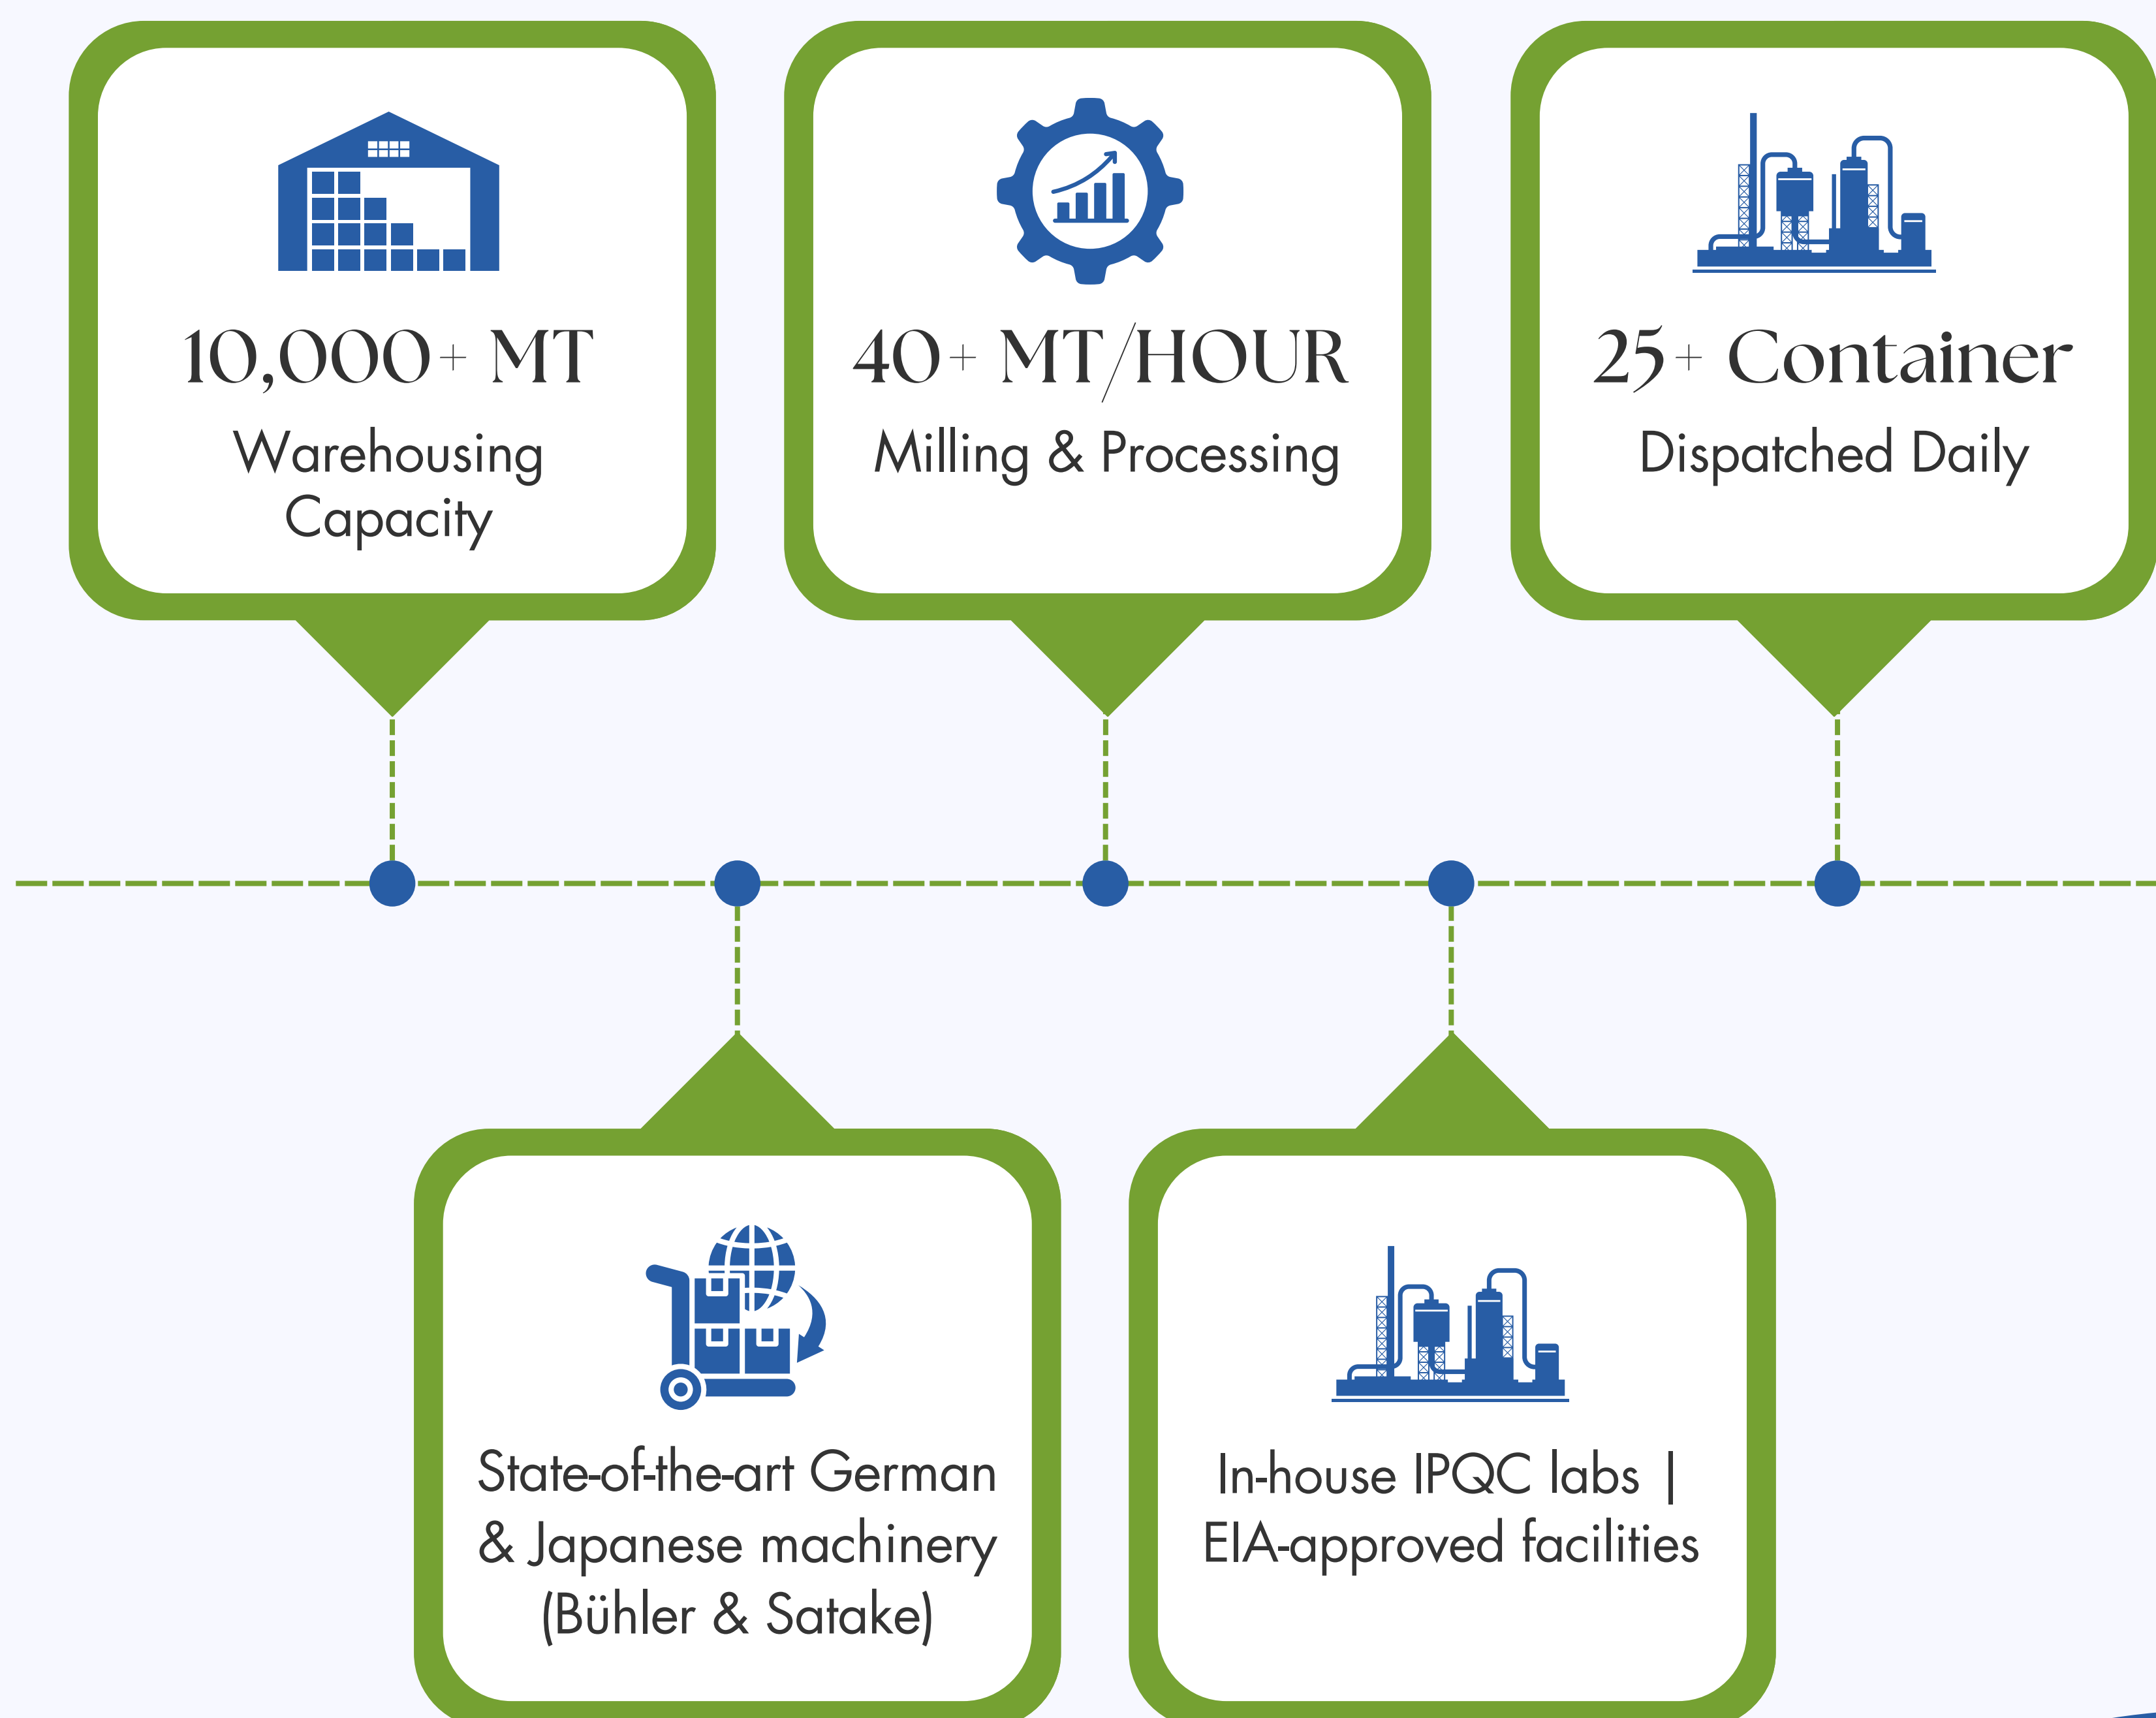 10,000+ MT
Warehousing
Capacity
40+ MT/HOUR
Milling & Processing
25+ Container
Dispatched Daily
State-of-the-art German
& Japanese machinery
(Bühler & Satake)
In-house IPQC labs |
EIA-approved facilities